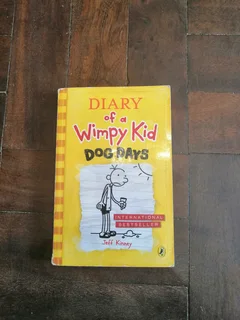 DIARY
of a
Wimpy Kid
DOG DAYS
INTERNATIONAL
BESTSELLER
Jeff Kinney